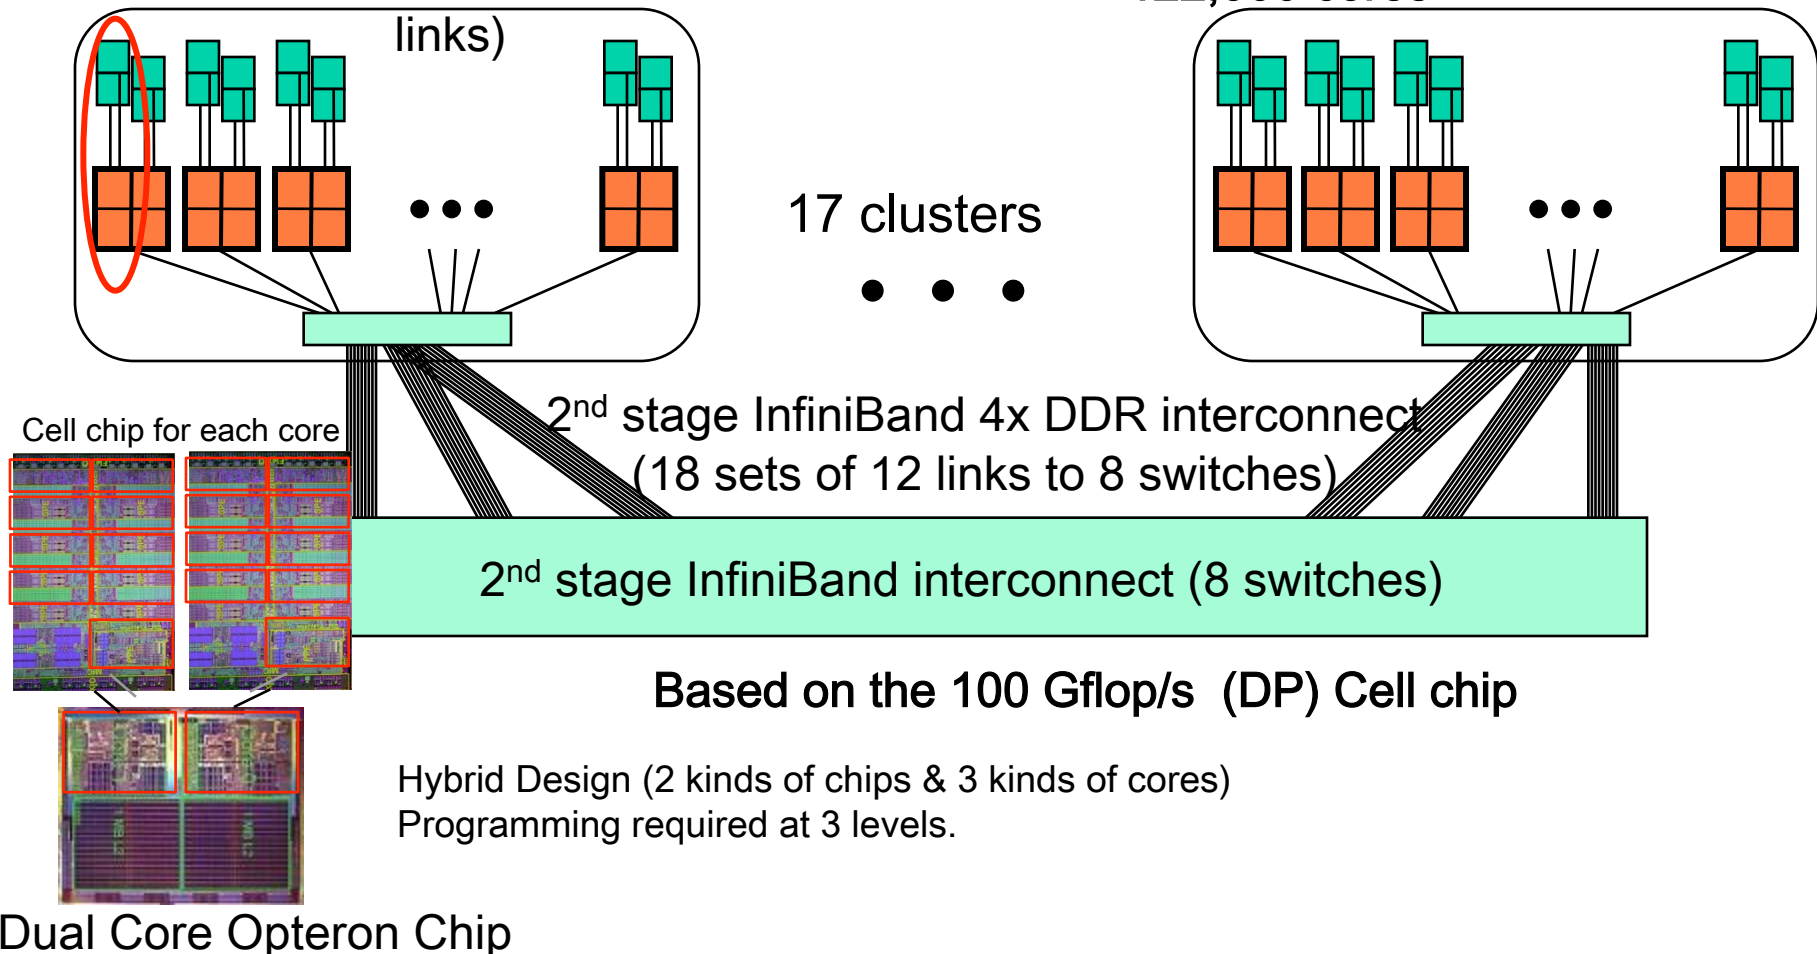 links)
17 clusters
2nd stage InfiniBand 4x DDR interconnect
(18 sets of 12 links to 8 switches)
Cell chip for each core
2nd stage InfiniBand interconnect (8 switches)
Based on the 100 Gflop/s (DP) Cell chip
Hybrid Design (2 kinds of chips & 3 kinds of cores)
Programming required at 3 levels.
Dual Core Opteron Chip